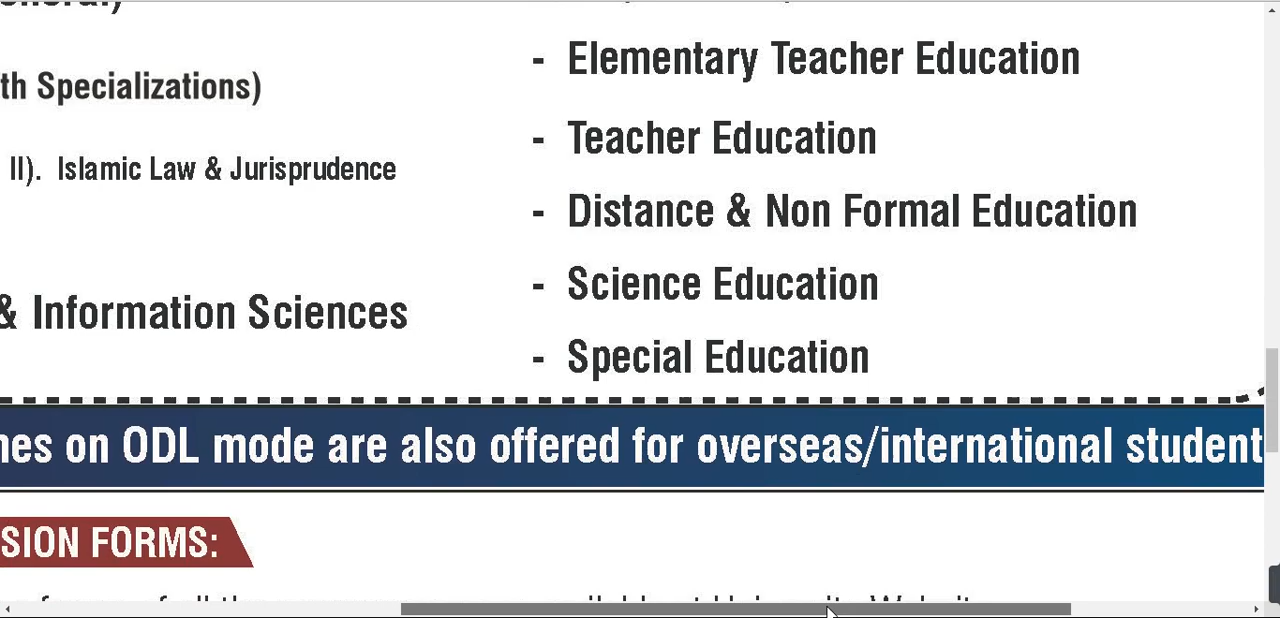 - Elementary Teacher Education
th Specializations)
- Teacher Education
II). Islamic Law & Jurisprudence
- Distance & Non Formal Education
- Science Education
& Information Sciences
- Special Education
nes on ODL mode are also offered for overseas/international student
SION FORMS: